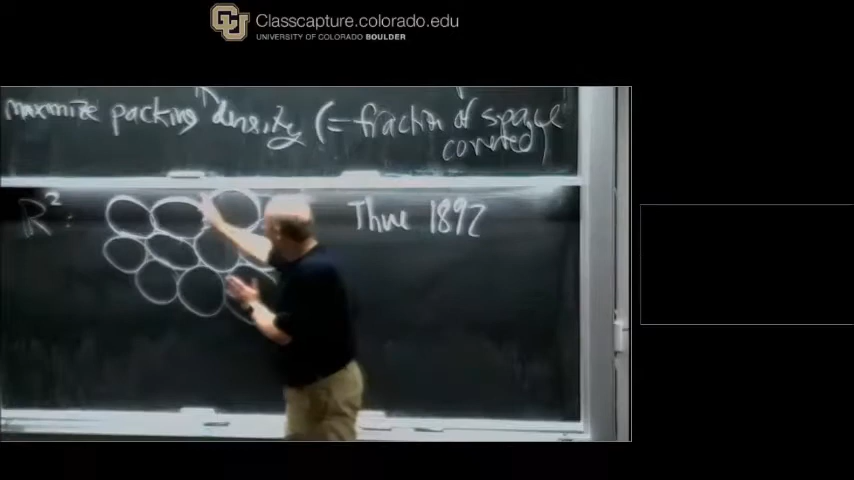 Classcapture.colorado.edu
UNIVERSITY OF COLORADO BOULDER
maximize packing density (= fraction of space
covered)
R²:
Thue 1892